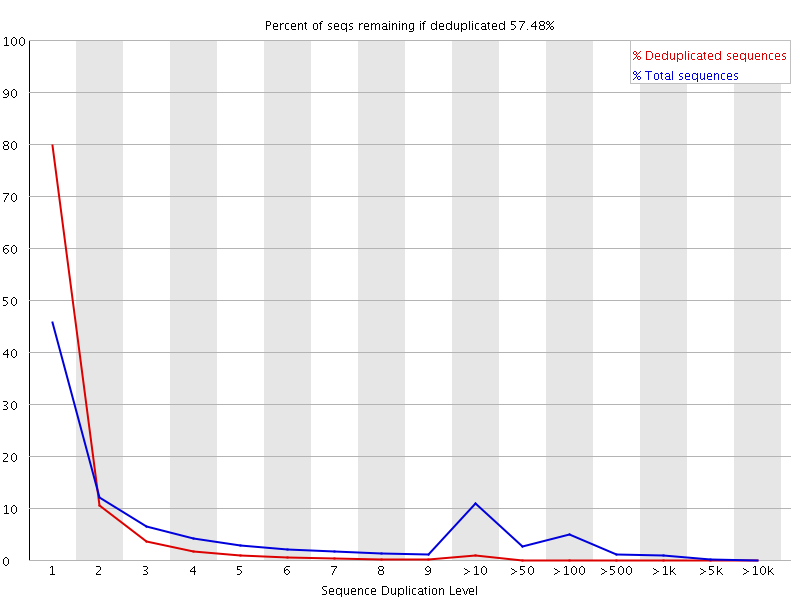 Percent of seqs remaining if deduplicated 57.48%
% Deduplicated sequences
% Total sequences
100
90
80
70
60
50
40
30
20
10
0
1 2 3 4 5 6 7 8 9 >10 >50 >100 >500 >1k >5k >10k
Sequence Duplication Level